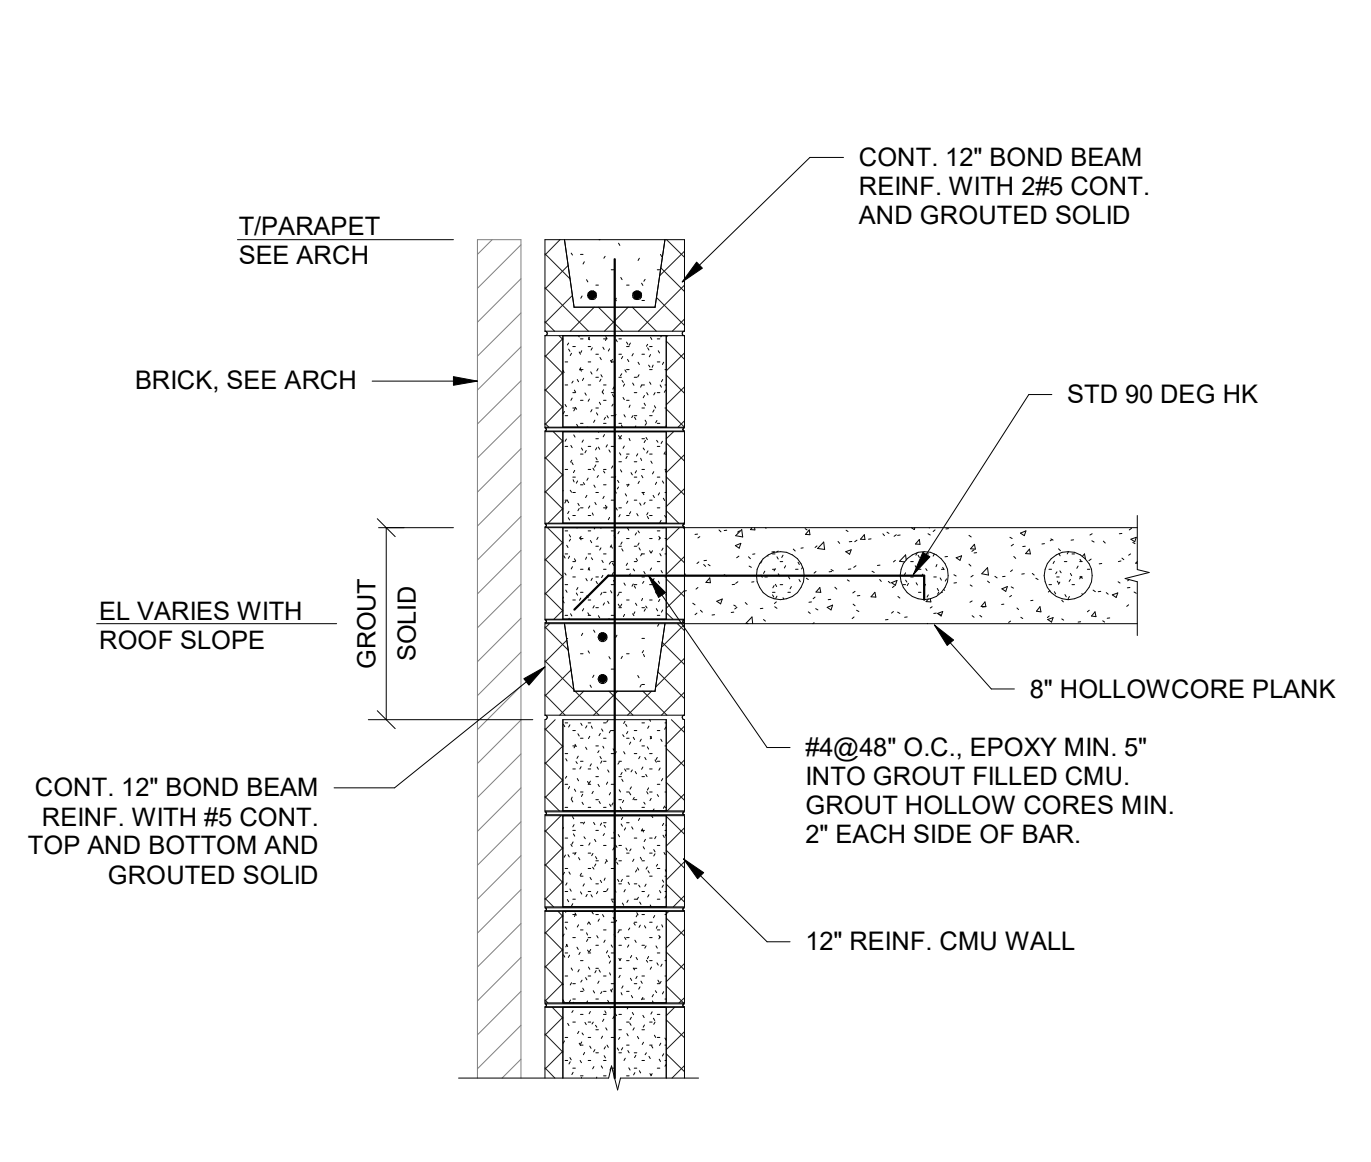 CONT. 12" BOND BEAM
REINF. WITH 2#5 CONT.
AND GROUTED SOLID
T/PARAPET
SEE ARCH
BRICK, SEE ARCH
STD 90 DEG HK
GROUT
SOLID
EL VARIES WITH
ROOF SLOPE
8" HOLLOWCORE PLANK
#4@48" O.C., EPOXY MIN. 5"
INTO GROUT FILLED CMU.
GROUT HOLLOW CORES MIN.
2" EACH SIDE OF BAR.
CONT. 12" BOND BEAM
REINF. WITH #5 CONT.
TOP AND BOTTOM AND
GROUTED SOLID
12" REINF. CMU WALL